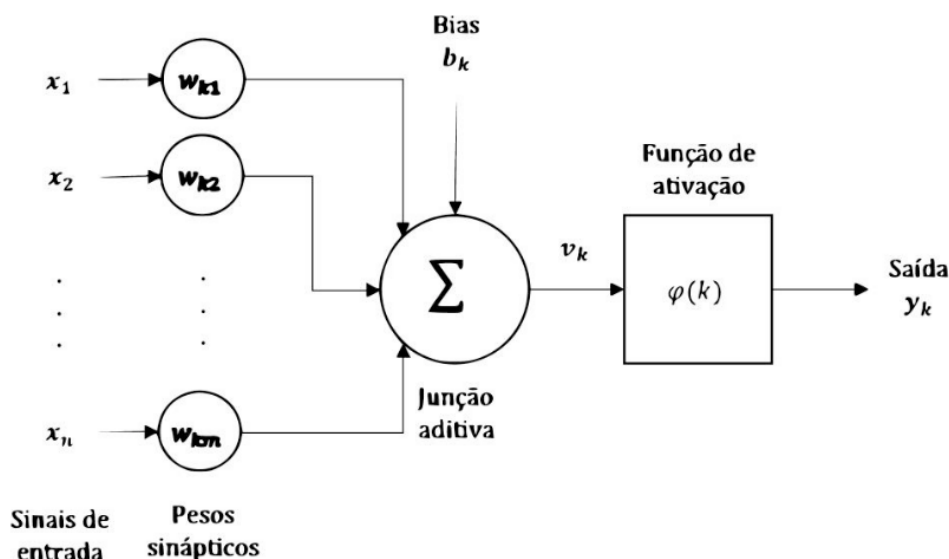 Bias
b_k
x_1
w_k1
x_2
w_k2
Função de
ativação
Σ
v_k
φ(k)
Saída
y_k
. .
. .
. .
Junção
aditiva
x_n
w_km
Sinais de
entrada
Pesos
sinápticos